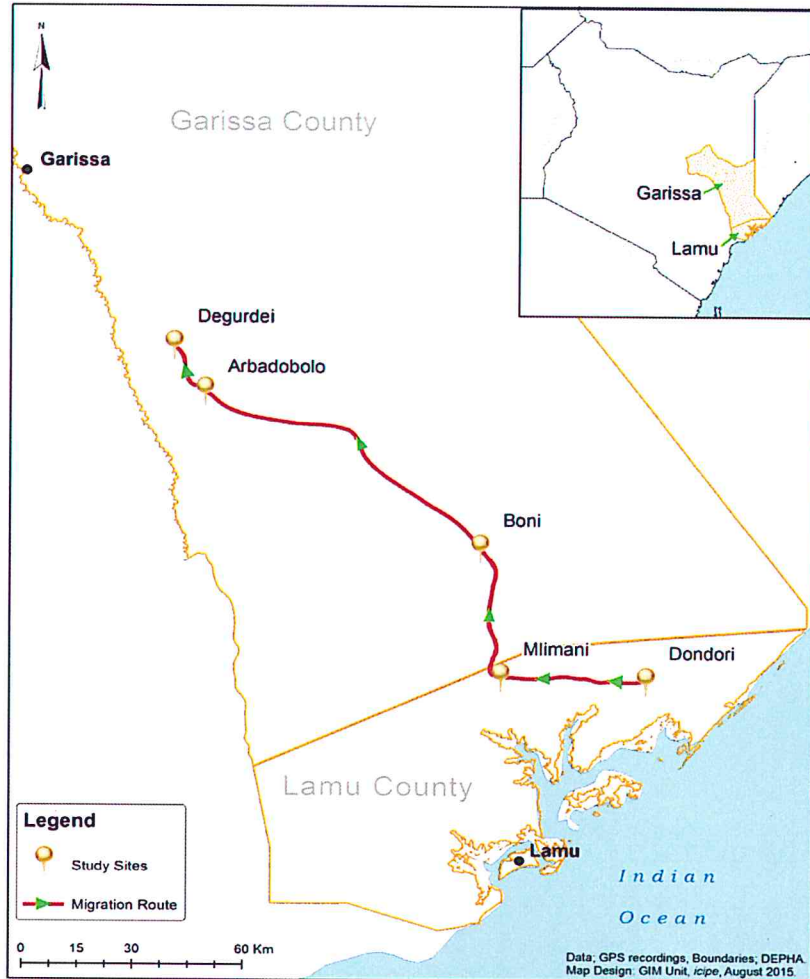 N
Garissa County
Garissa
Garissa
Lamu
Degurdei
Arbadobolo
Boni
Mlimani
Dondori
Lamu County
Legend
Study Sites
Migration Route
Lamu
Indian
Ocean
0 15 30 60 Km
Data; GPS recordings, Boundaries; DEPHA
Map Design: GIM Unit, icipe, August 2015